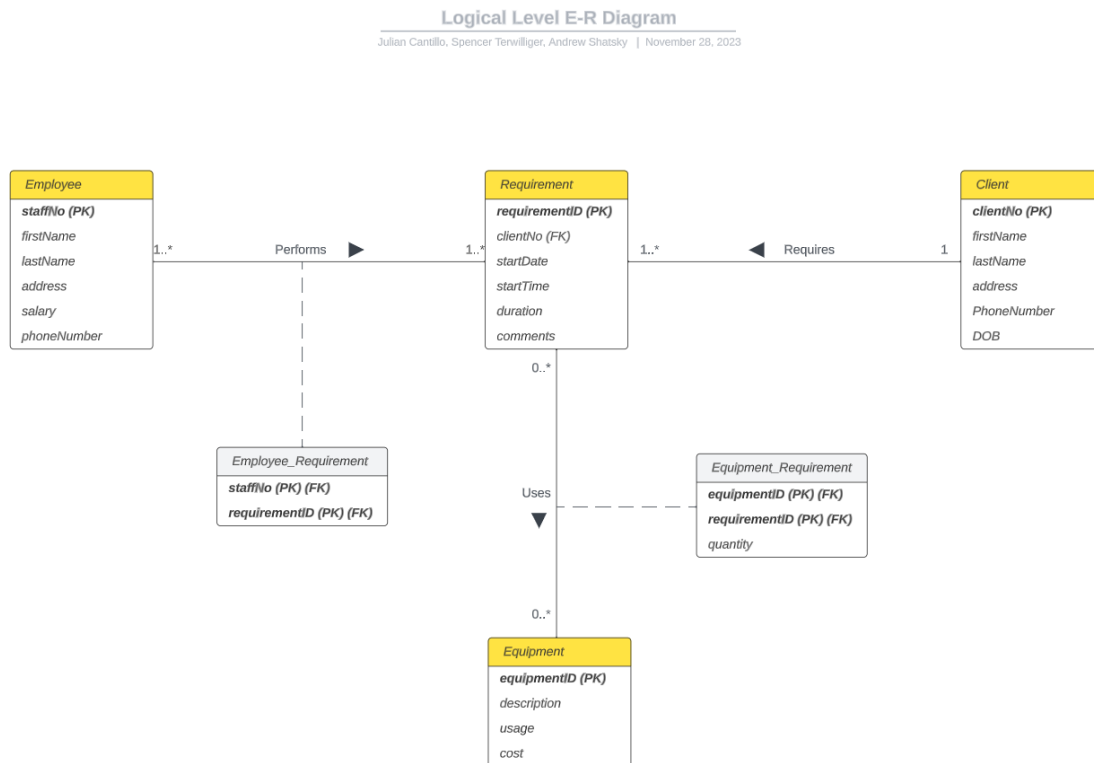 Logical Level E-R Diagram
Julian Cantillo, Spencer Terwilliger, Andrew Shatsky | November 28, 2023
Employee
staffNo (PK)
firstName
lastName
address
salary
phoneNumber
1..*
Performs
1..*
Requirement
requirementID (PK)
clientNo (FK)
startDate
startTime
duration
comments
1..*
Requires
1
Client
clientNo (PK)
firstName
lastName
address
PhoneNumber
DOB
0..*
Employee_Requirement
staffNo (PK) (FK)
requirementID (PK) (FK)
Uses
Equipment_Requirement
equipmentID (PK) (FK)
requirementID (PK) (FK)
quantity
0..*
Equipment
equipmentID (PK)
description
usage
cost